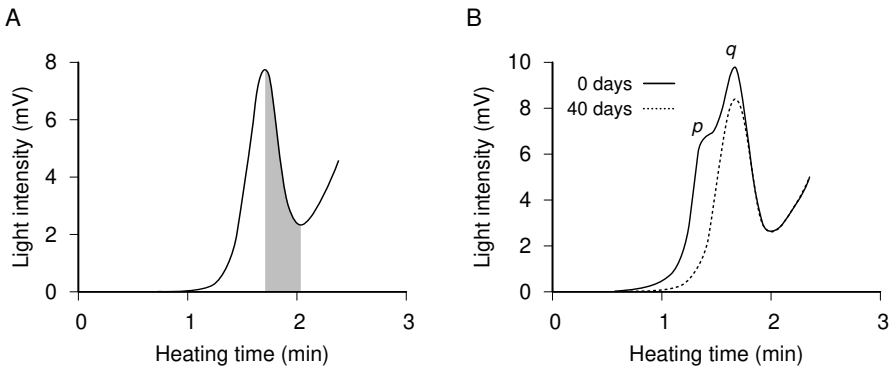 A
Light intensity (mV)
8
6
4
2
0
0 1 2 3
Heating time (min)
B
Light intensity (mV)
10
8
6
4
2
0
0 days
40 days
p
q
0 1 2 3
Heating time (min)